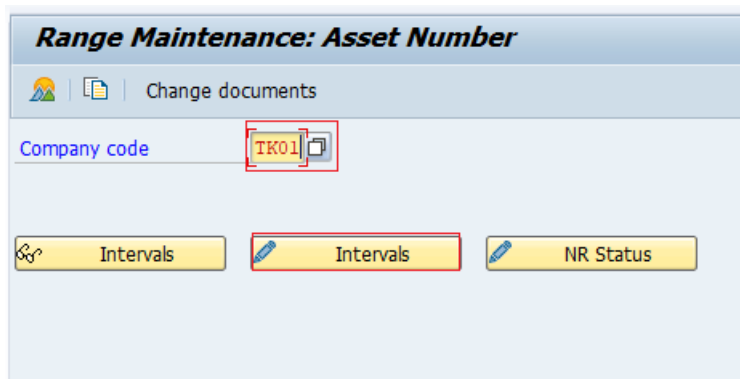 Range Maintenance: Asset Number
Change documents
Company code TK01
Intervals Intervals NR Status